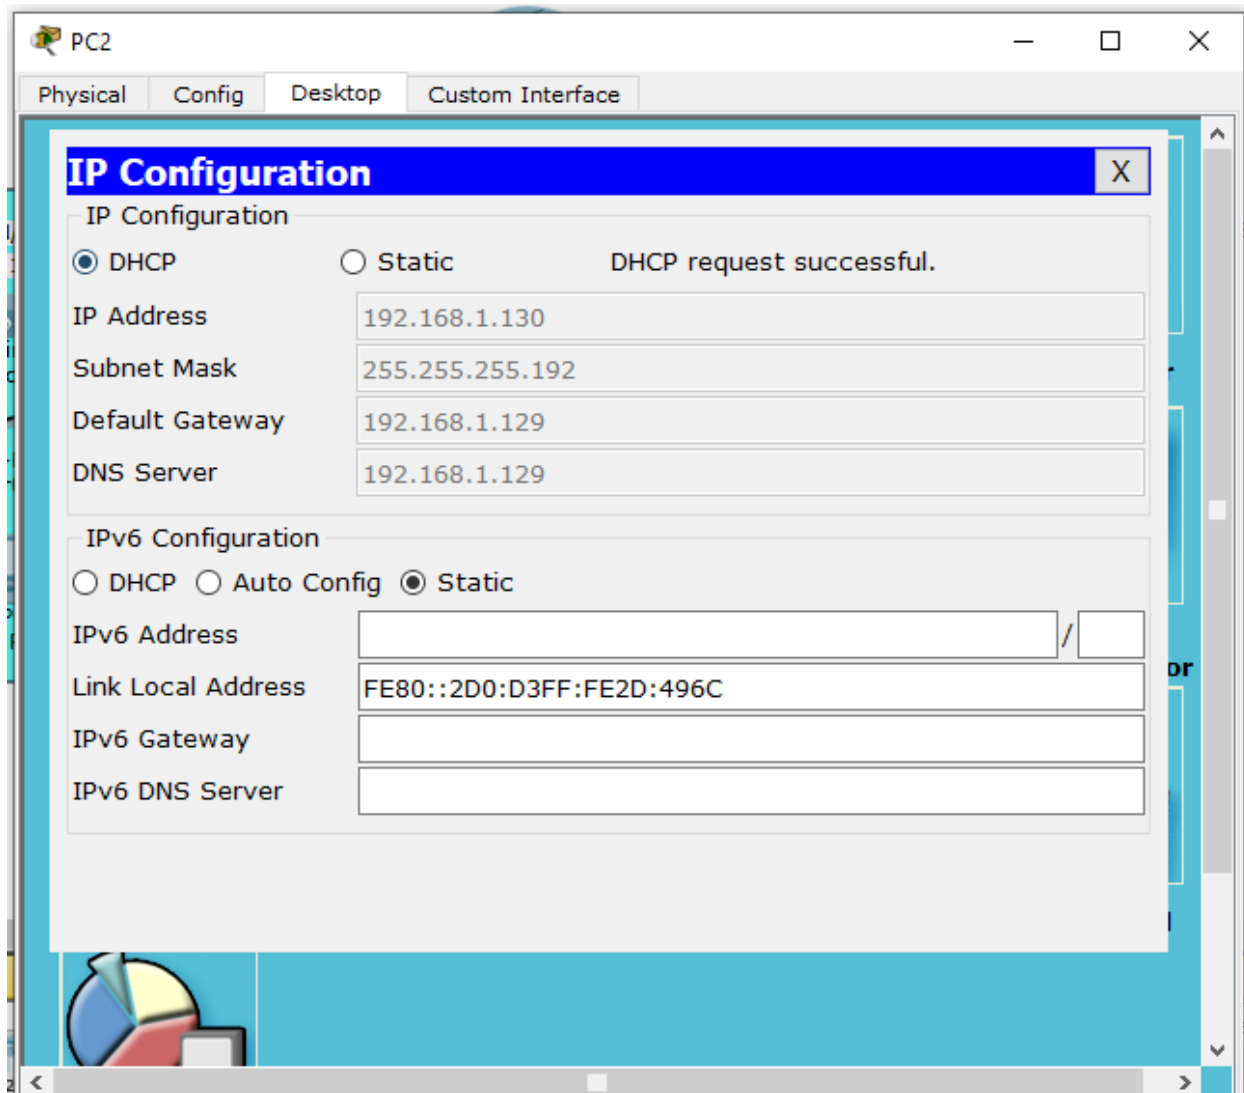 PC2
Physical Config Desktop Custom Interface
IP Configuration X
IP Configuration
DHCP Static DHCP request successful.
IP Address 192.168.1.130
Subnet Mask 255.255.255.192
Default Gateway 192.168.1.129
DNS Server 192.168.1.129
IPv6 Configuration
DHCP Auto Config Static
IPv6 Address /
Link Local Address FE80::2D0:D3FF:FE2D:496C
IPv6 Gateway
IPv6 DNS Server